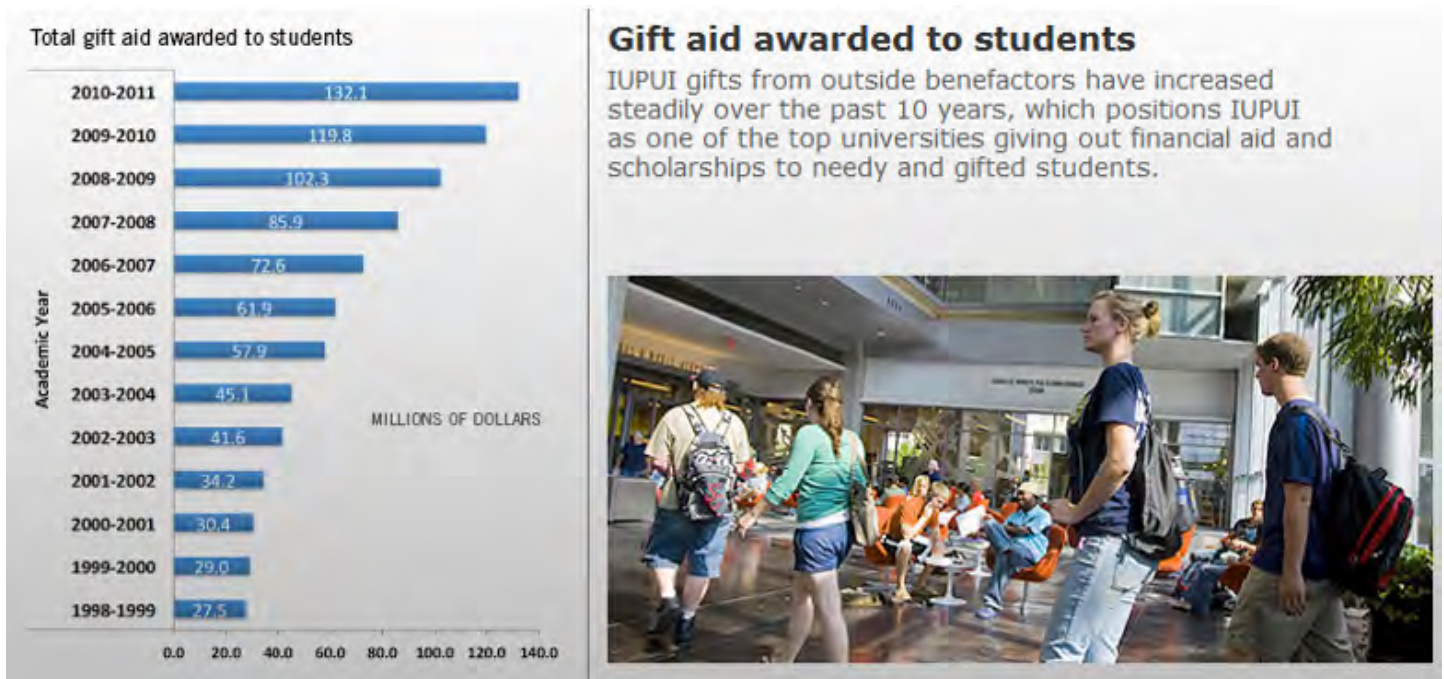 Total gift aid awarded to students
2010-2011 132.1
2009-2010 119.8
2008-2009 102.3
2007-2008 85.9
2006-2007 72.6
2005-2006 61.9
2004-2005 57.9
2003-2004 45.1
2002-2003 41.6
2001-2002 34.2
2000-2001 30.4
1999-2000 29.0
1998-1999 27.5
Academic Year
MILLIONS OF DOLLARS
0.0 20.0 40.0 60.0 80.0 100.0 120.0 140.0
Gift aid awarded to students
IUPUI gifts from outside benefactors have increased
steadily over the past 10 years, which positions IUPUI
as one of the top universities giving out financial aid and
scholarships to needy and gifted students.